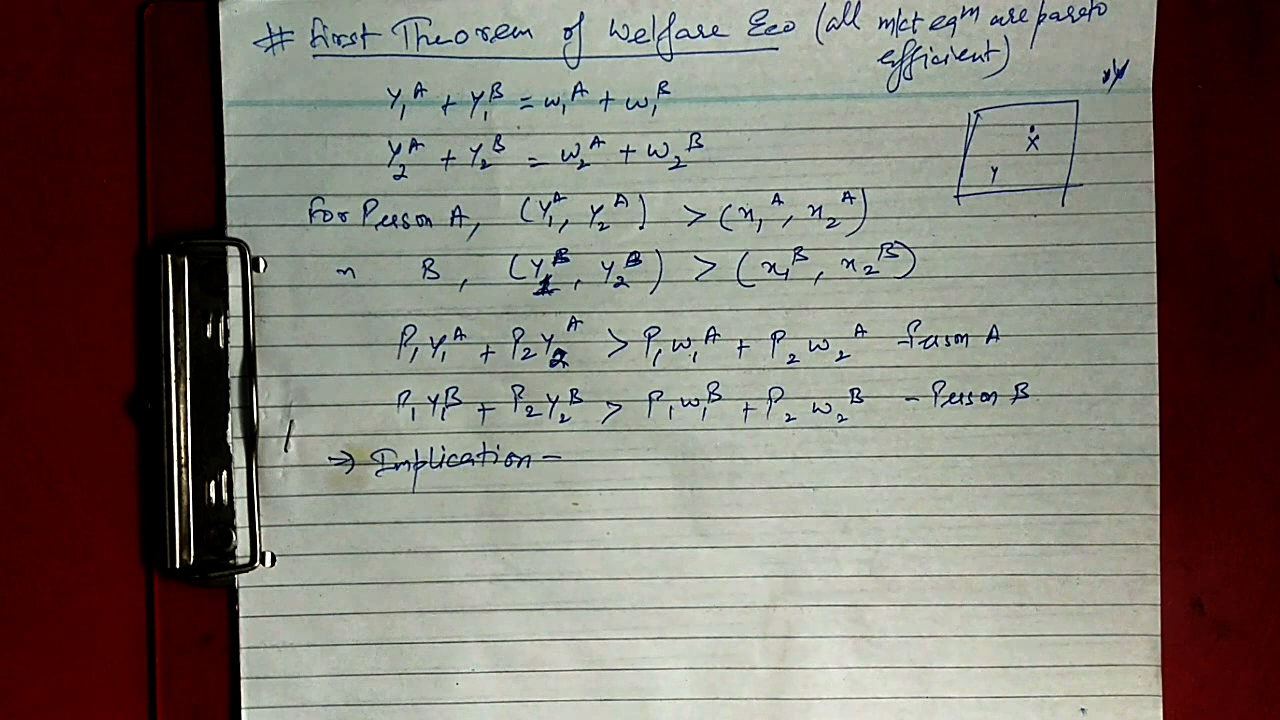 # First Theorem of Welfare Eco (all mkt eqᵐ are pareto
efficient)
Y₁ᴬ + Y₁ᴮ = w₁ᴬ + w₁ᴮ
Y₂ᴬ + Y₂ᴮ = w₂ᴬ + w₂ᴮ
X
Y
For Person A, (Y₁ᴬ, Y₂ᴬ) > (x₁ᴬ, x₂ᴬ)
" B, (Y₁ᴮ, Y₂ᴮ) > (x₁ᴮ, x₂ᴮ)
P₁Y₁ᴬ + P₂Y₂ᴬ > P₁w₁ᴬ + P₂w₂ᴬ - Person A
P₁Y₁ᴮ + P₂Y₂ᴮ > P₁w₁ᴮ + P₂w₂ᴮ - Person B
→ Implication -